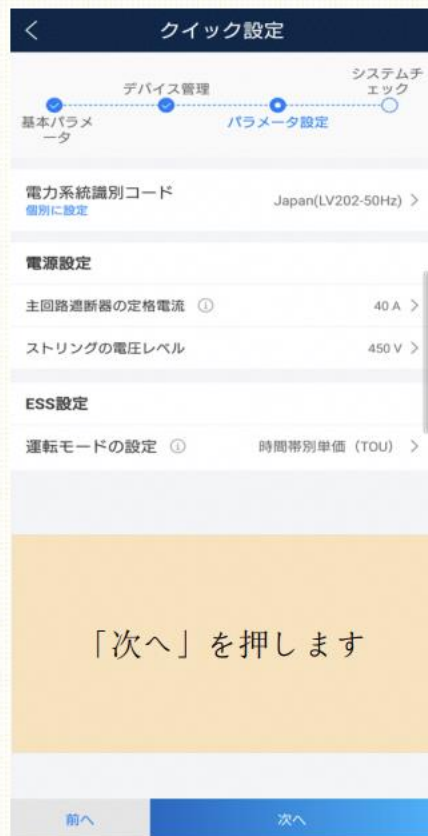 クイック設定
システムチ
ェック
デバイス管理
基本パラメ
ータ
パラメータ設定
電力系統識別コード
個別に設定
Japan(LV202-50Hz)
電源設定
主回路遮断器の定格電流
40 A
ストリングの電圧レベル
450 V
ESS設定
運転モードの設定
時間帯別単価（TOU）
「次へ」を押します
前へ
次へ